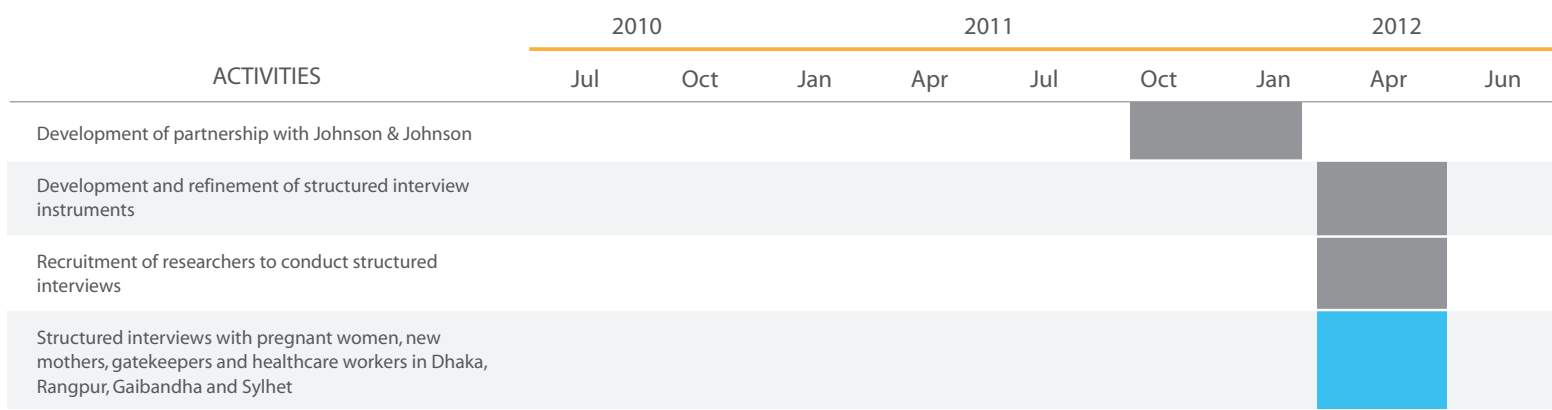 2010 2011 2012
ACTIVITIES Jul Oct Jan Apr Jul Oct Jan Apr Jun
Development of partnership with Johnson & Johnson
Development and refinement of structured interview
instruments
Recruitment of researchers to conduct structured
interviews
Structured interviews with pregnant women, new
mothers, gatekeepers and healthcare workers in Dhaka,
Rangpur, Gaibandha and Sylhet